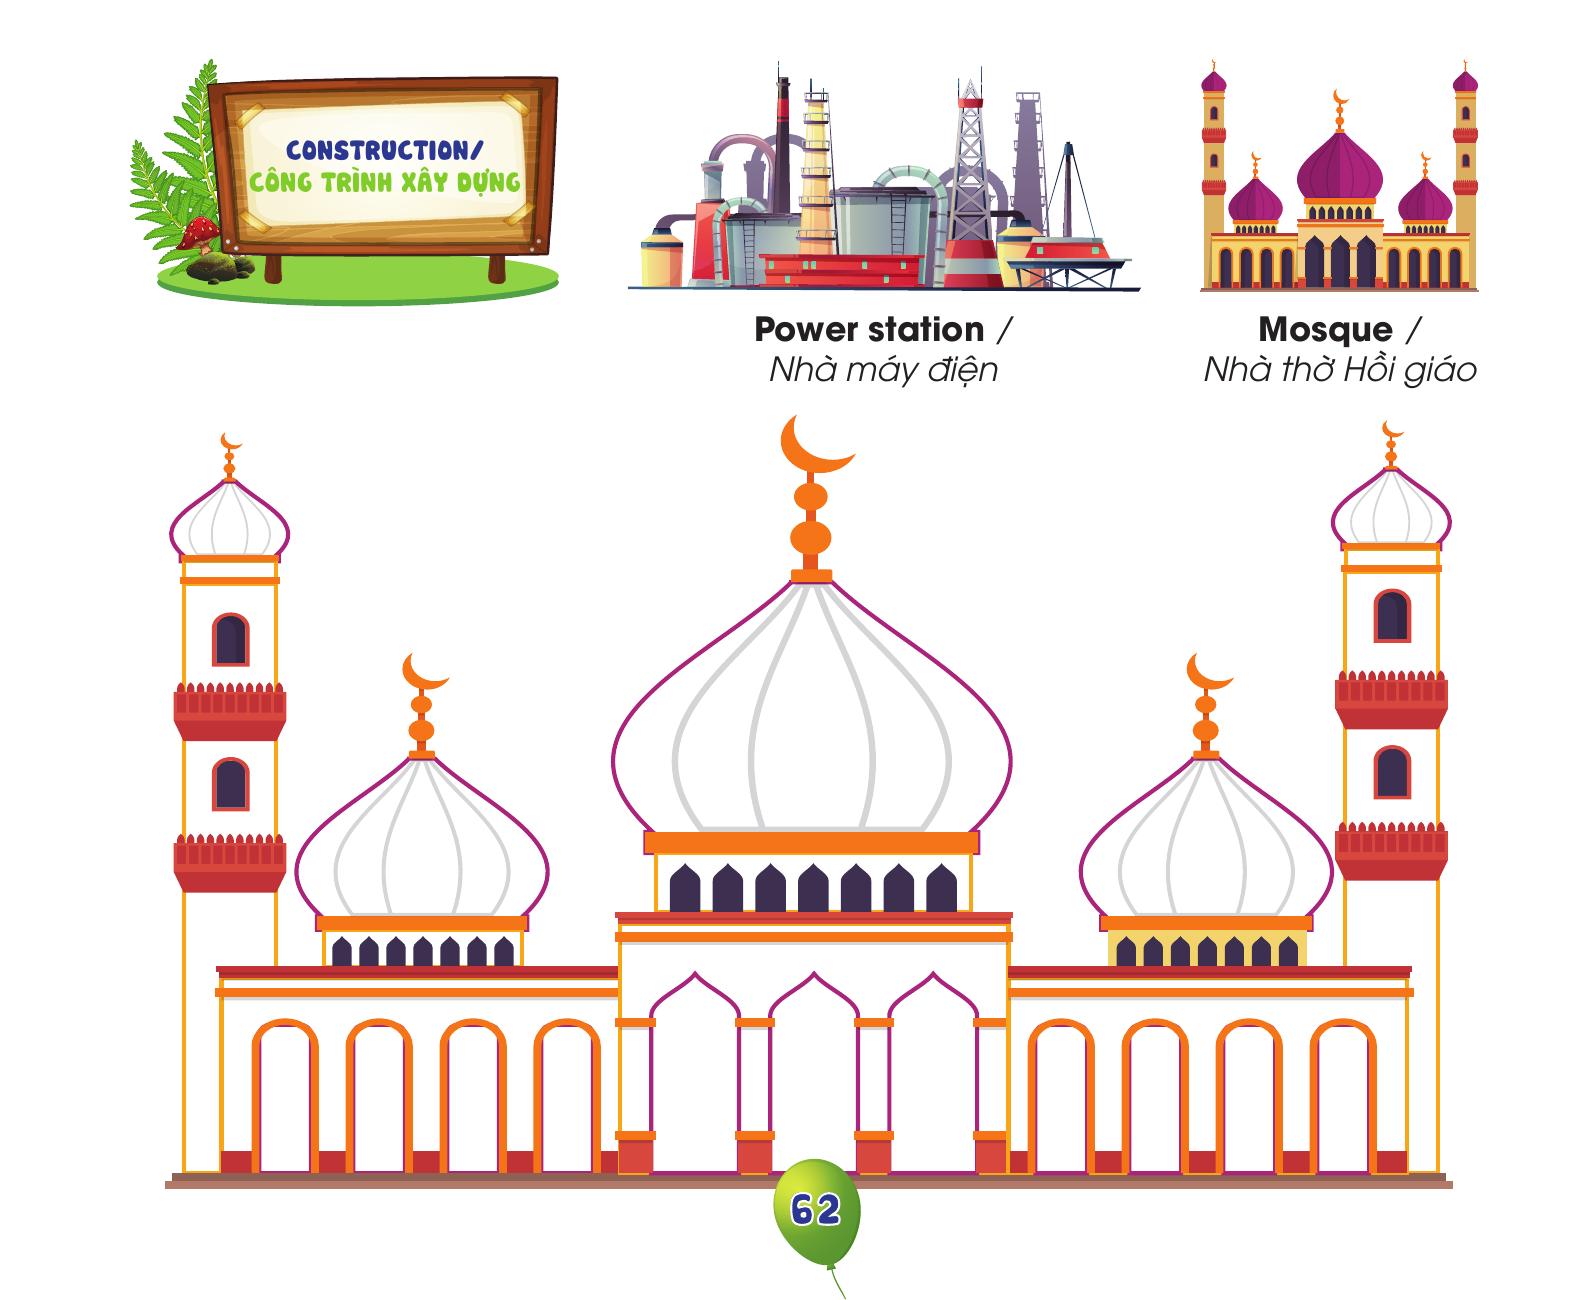 CONSTRUCTION/
CÔNG TRÌNH XÂY DỰNG
Power station /
Nhà máy điện
Mosque /
Nhà thờ Hồi giáo
62